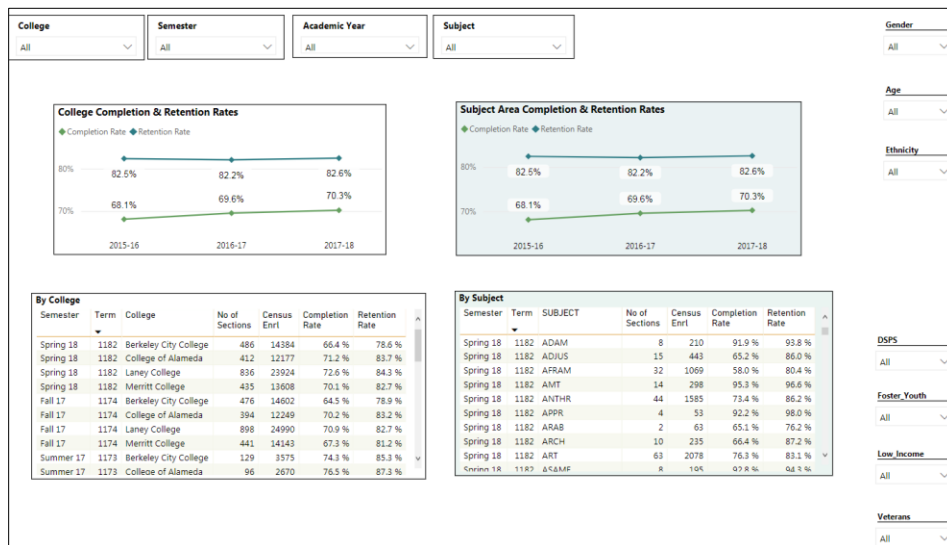 College
All
Semester
All
Academic Year
All
Subject
All
Gender
All
Age
All
Ethnicity
All
College Completion & Retention Rates
Completion Rate Retention Rate
80%
82.5% 82.2% 82.6%
68.1% 69.6% 70.3%
70%
2015-16 2016-17 2017-18
Subject Area Completion & Retention Rates
Completion Rate Retention Rate
80%
82.5% 82.2% 82.6%
68.1% 69.6% 70.3%
70%
2015-16 2016-17 2017-18
By College
Semester Term College No of Sections Census Enrl Completion Rate Retention Rate
Spring 18 1182 Berkeley City College 486 14384 66.4 % 78.6 %
Spring 18 1182 College of Alameda 412 12177 71.2 % 83.7 %
Spring 18 1182 Laney College 836 23924 72.6 % 84.3 %
Spring 18 1182 Merritt College 435 13608 70.1 % 82.7 %
Fall 17 1174 Berkeley City College 476 14602 64.5 % 78.9 %
Fall 17 1174 College of Alameda 394 12249 70.2 % 83.2 %
Fall 17 1174 Laney College 898 24990 70.9 % 82.7 %
Fall 17 1174 Merritt College 441 14143 67.3 % 81.2 %
Summer 17 1173 Berkeley City College 129 3575 74.3 % 85.3 %
Summer 17 1173 College of Alameda 96 2670 76.5 % 87.3 %
By Subject
Semester Term SUBJECT No of Sections Census Enrl Completion Rate Retention Rate
Spring 18 1182 ADAM 8 210 91.9 % 93.8 %
Spring 18 1182 ADJUS 15 443 65.2 % 86.0 %
Spring 18 1182 AFRAM 32 1069 58.0 % 80.4 %
Spring 18 1182 AMT 14 298 95.3 % 96.6 %
Spring 18 1182 ANTHR 44 1585 73.4 % 86.2 %
Spring 18 1182 APPR 4 53 92.2 % 98.0 %
Spring 18 1182 ARAB 2 63 65.1 % 76.2 %
Spring 18 1182 ARCH 10 235 66.4 % 87.2 %
Spring 18 1182 ART 63 2078 76.3 % 83.1 %
Spring 18 1182 ASAME 8 195 92.8 % 94.3 %
DSPS
All
Foster_Youth
All
Low_Income
All
Veterans
All